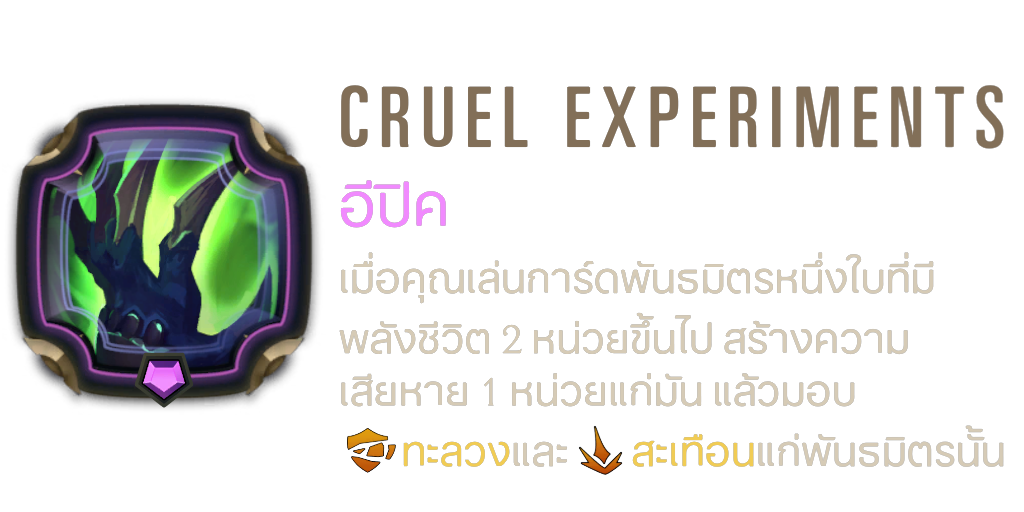 CRUEL EXPERIMENTS
อีปิค
เมื่อคุณเล่นการ์ดพันธมิตรหนึ่งใบที่มี
พลังชีวิต 2 หน่วยขึ้นไป สร้างความ
เสียหาย 1 หน่วยแก่มัน แล้วมอบ
ทะลวงและ สะเทือนแก่พันธมิตรนั้น